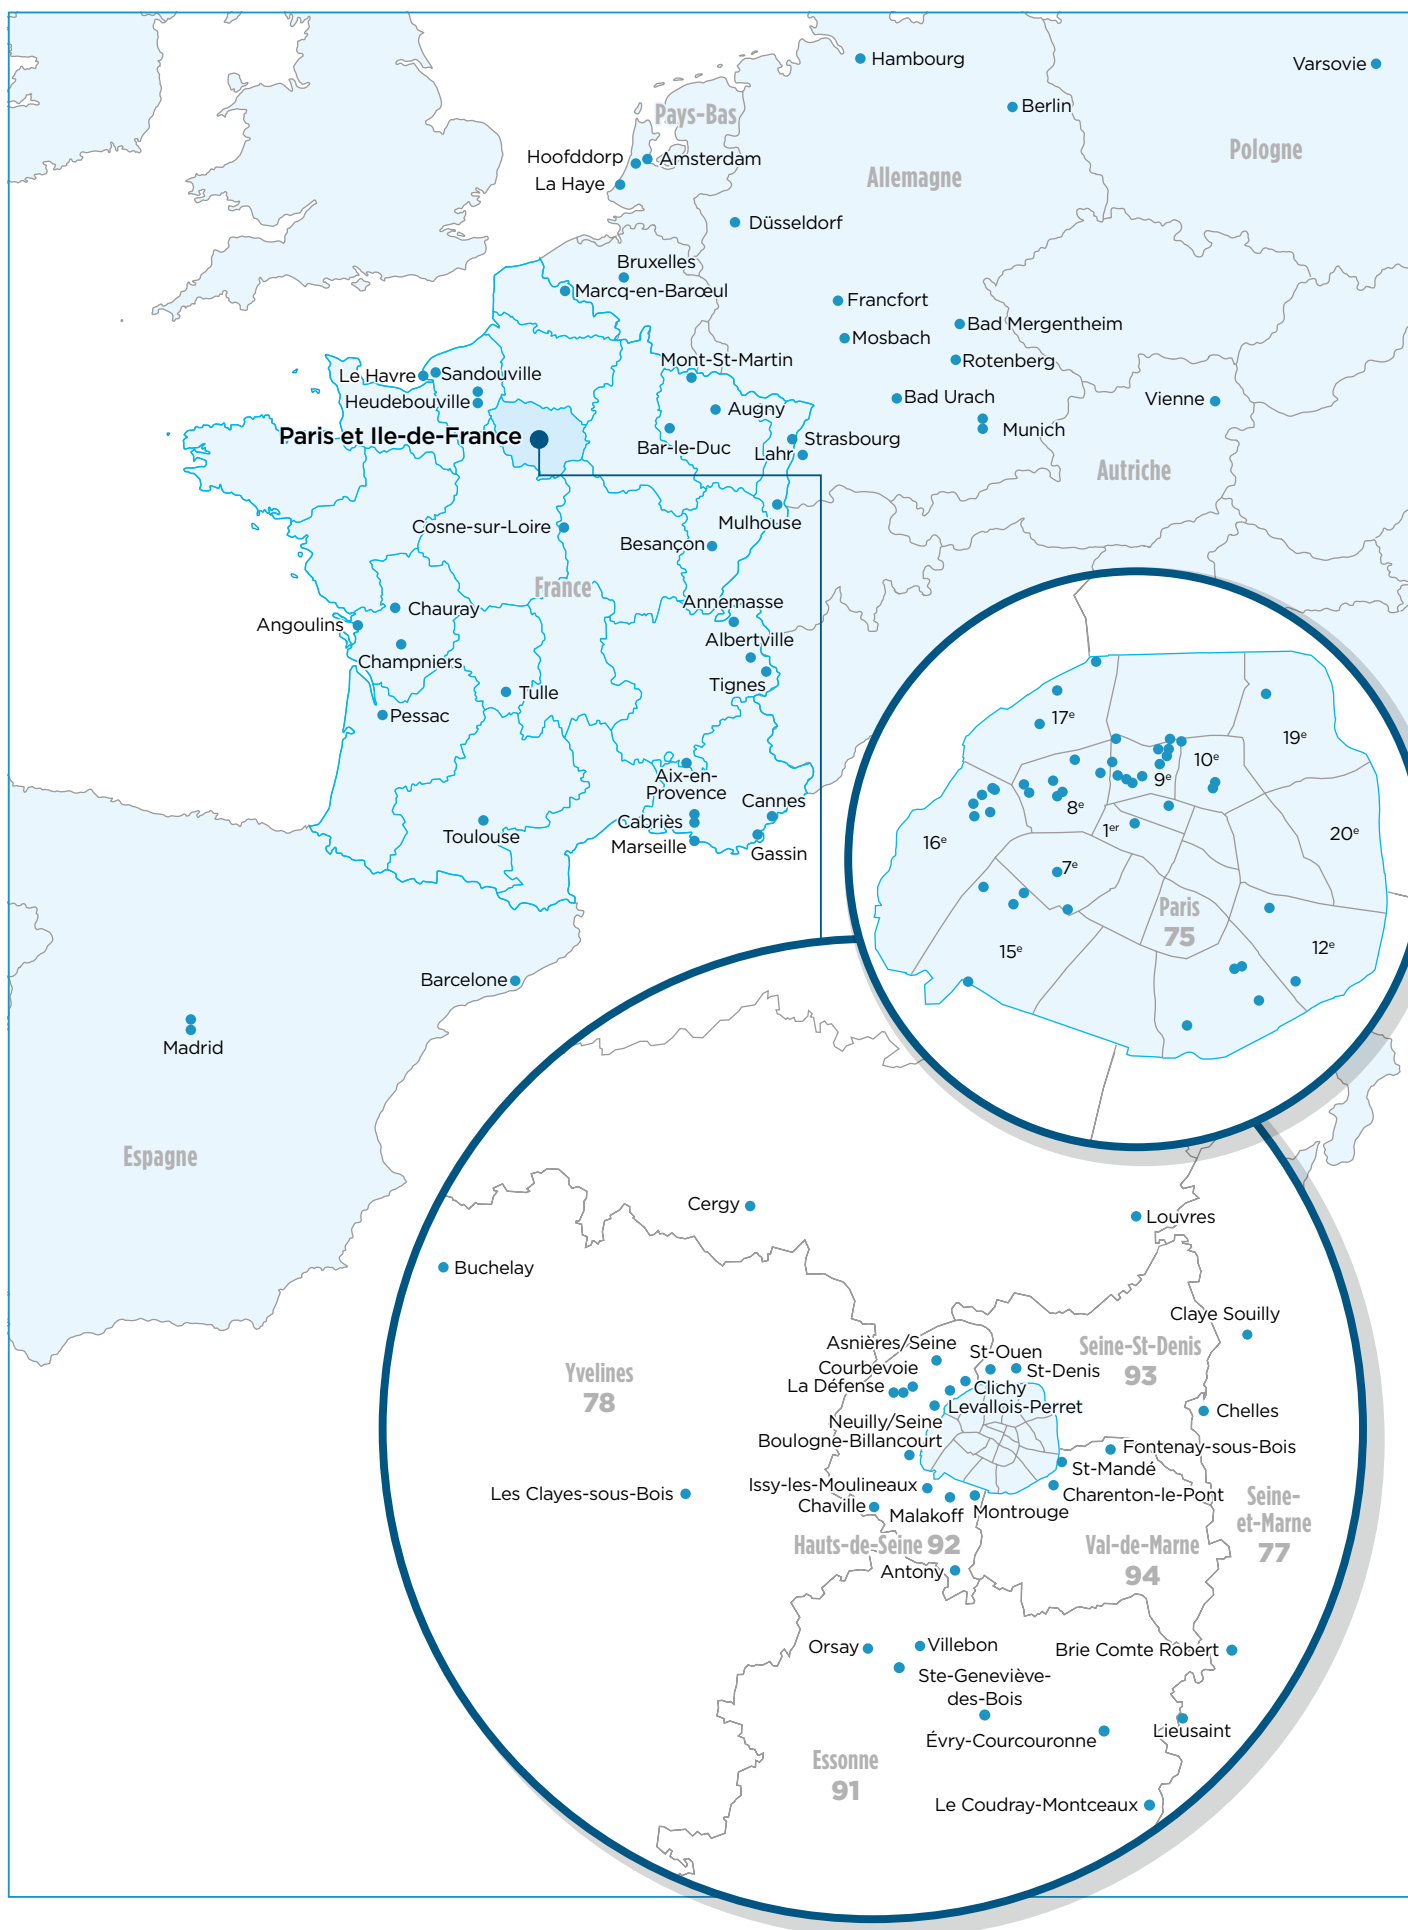 Hambourg
Varsovie
Berlin
Pays-Bas
Pologne
Hoofddorp
Amsterdam
La Haye
Allemagne
Düsseldorf
Bruxelles
Marcq-en-Barœul
Francfort
Bad Mergentheim
Mosbach
Mont-St-Martin
Rotenberg
Le Havre
Sandouville
Heudebouville
Bad Urach
Vienne
Augny
Munich
Paris et Ile-de-France
Strasbourg
Bar-le-Duc
Lahr
Autriche
Cosne-sur-Loire
Mulhouse
Besançon
France
Annemasse
Chauray
Angoulins
Albertville
Champniers
Tignes
Tulle
Pessac
Aix-en-
Provence
Cannes
Cabriès
Toulouse
Marseille
Gassin
17e
19e
10e
9e
8e
1er
20e
16e
7e
Paris
75
15e
12e
Barcelone
Madrid
Espagne
Cergy
Louvres
Buchelay
Claye Souilly
Asnières/Seine
St-Ouen
Seine-St-Denis
93
Courbevoie
St-Denis
Yvelines
78
La Défense
Clichy
Levallois-Perret
Chelles
Neuilly/Seine
Boulogne-Billancourt
Fontenay-sous-Bois
St-Mandé
Issy-les-Moulineaux
Les Clayes-sous-Bois
Charenton-le-Pont
Chaville
Malakoff
Montrouge
Seine-
et-Marne
77
Hauts-de-Seine 92
Val-de-Marne
94
Antony
Orsay
Villebon
Brie Comte Robert
Ste-Geneviève-
des-Bois
Évry-Courcouronne
Lieusaint
Essonne
91
Le Coudray-Montceaux